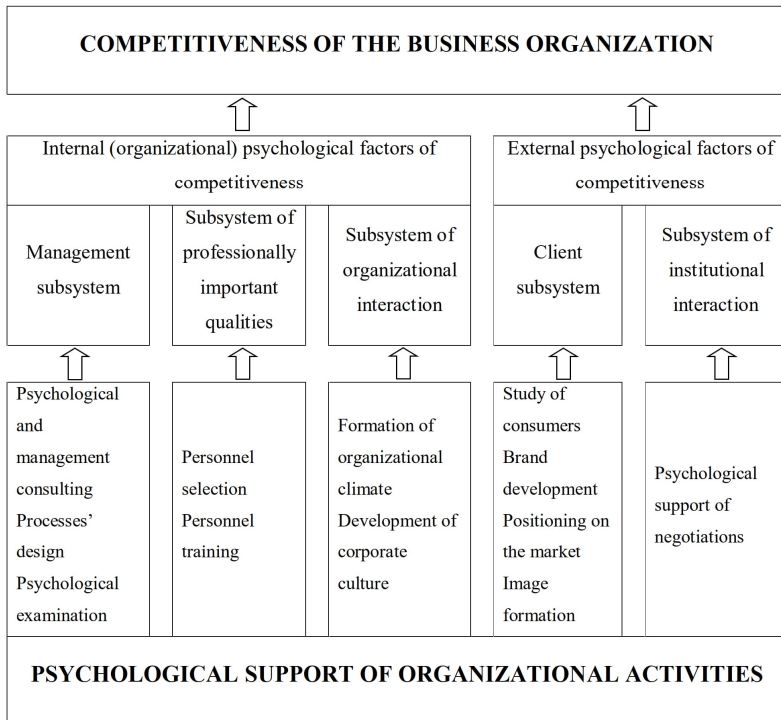 COMPETITIVENESS OF THE BUSINESS ORGANIZATION
Internal (organizational) psychological factors of
competitiveness
External psychological factors of
competitiveness
Management
subsystem
Subsystem of
professionally
important
qualities
Subsystem of
organizational
interaction
Client
subsystem
Subsystem of
institutional
interaction
Psychological
and
management
consulting
Processes’
design
Psychological
examination
Personnel
selection
Personnel
training
Formation of
organizational
climate
Development of
corporate
culture
Study of
consumers
Brand
development
Positioning on
the market
Image
formation
Psychological
support of
negotiations
PSYCHOLOGICAL SUPPORT OF ORGANIZATIONAL ACTIVITIES